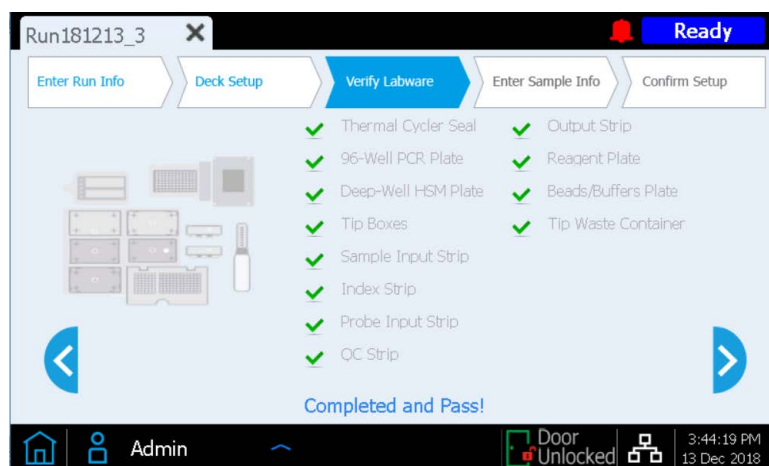 Run181213_3
Ready
Enter Run Info
Deck Setup
Verify Labware
Enter Sample Info
Confirm Setup
Thermal Cycler Seal
96-Well PCR Plate
Deep-Well HSM Plate
Tip Boxes
Sample Input Strip
Index Strip
Probe Input Strip
QC Strip
Output Strip
Reagent Plate
Beads/Buffers Plate
Tip Waste Container
Completed and Pass!
Admin
Door
Unlocked
3:44:19 PM
13 Dec 2018